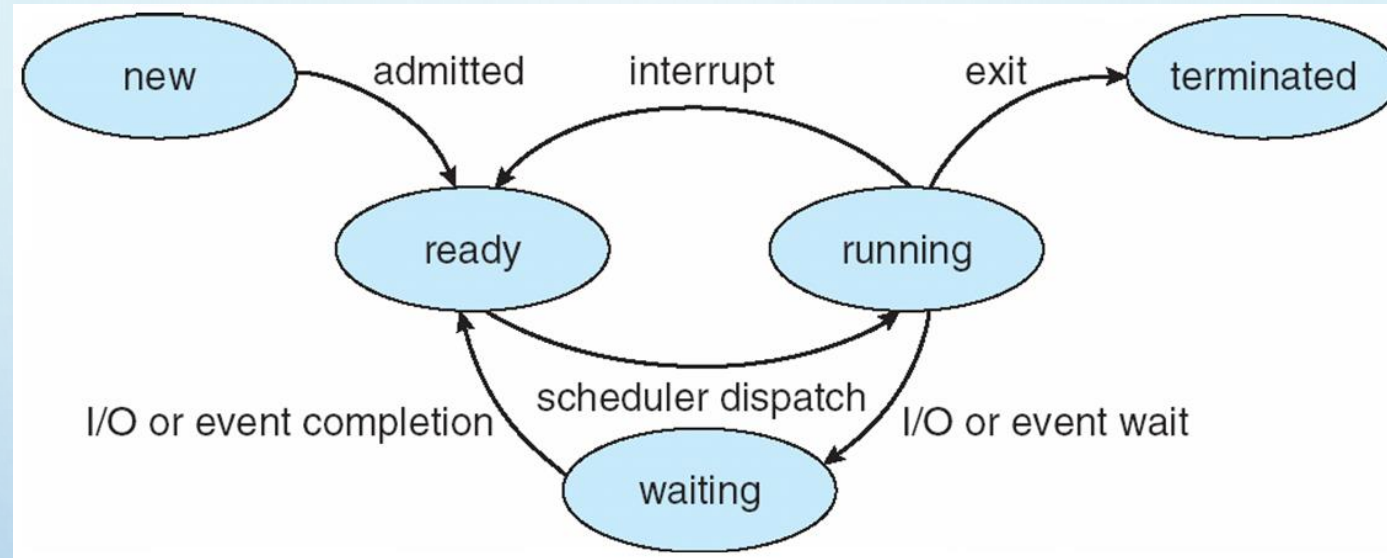 new
admitted
interrupt
exit
terminated
ready
running
scheduler dispatch
I/O or event completion
I/O or event wait
waiting